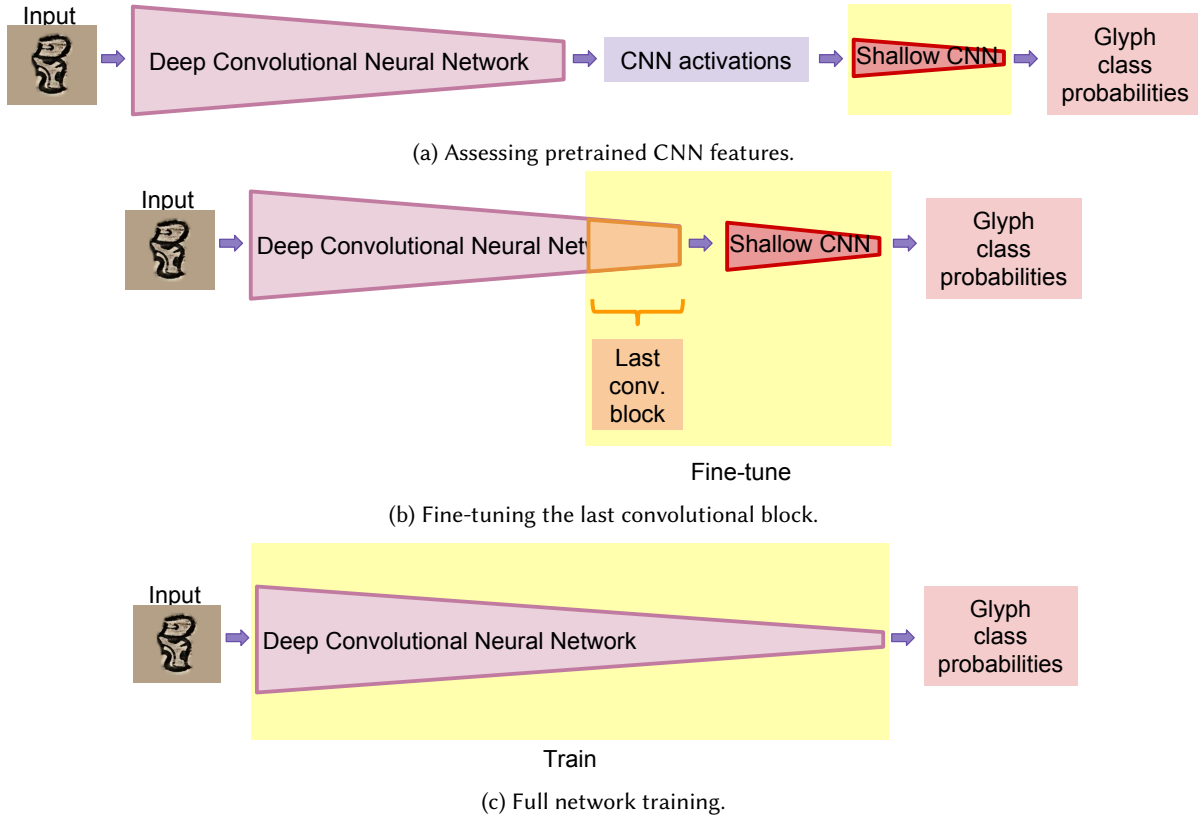 Input
Deep Convolutional Neural Network
CNN activations
Shallow CNN
Glyph
class
probabilities
(a) Assessing pretrained CNN features.
Input
Deep Convolutional Neural Netw
Shallow CNN
Glyph
class
probabilities
Last
conv.
block
Fine-tune
(b) Fine-tuning the last convolutional block.
Input
Deep Convolutional Neural Network
Glyph
class
probabilities
Train
(c) Full network training.